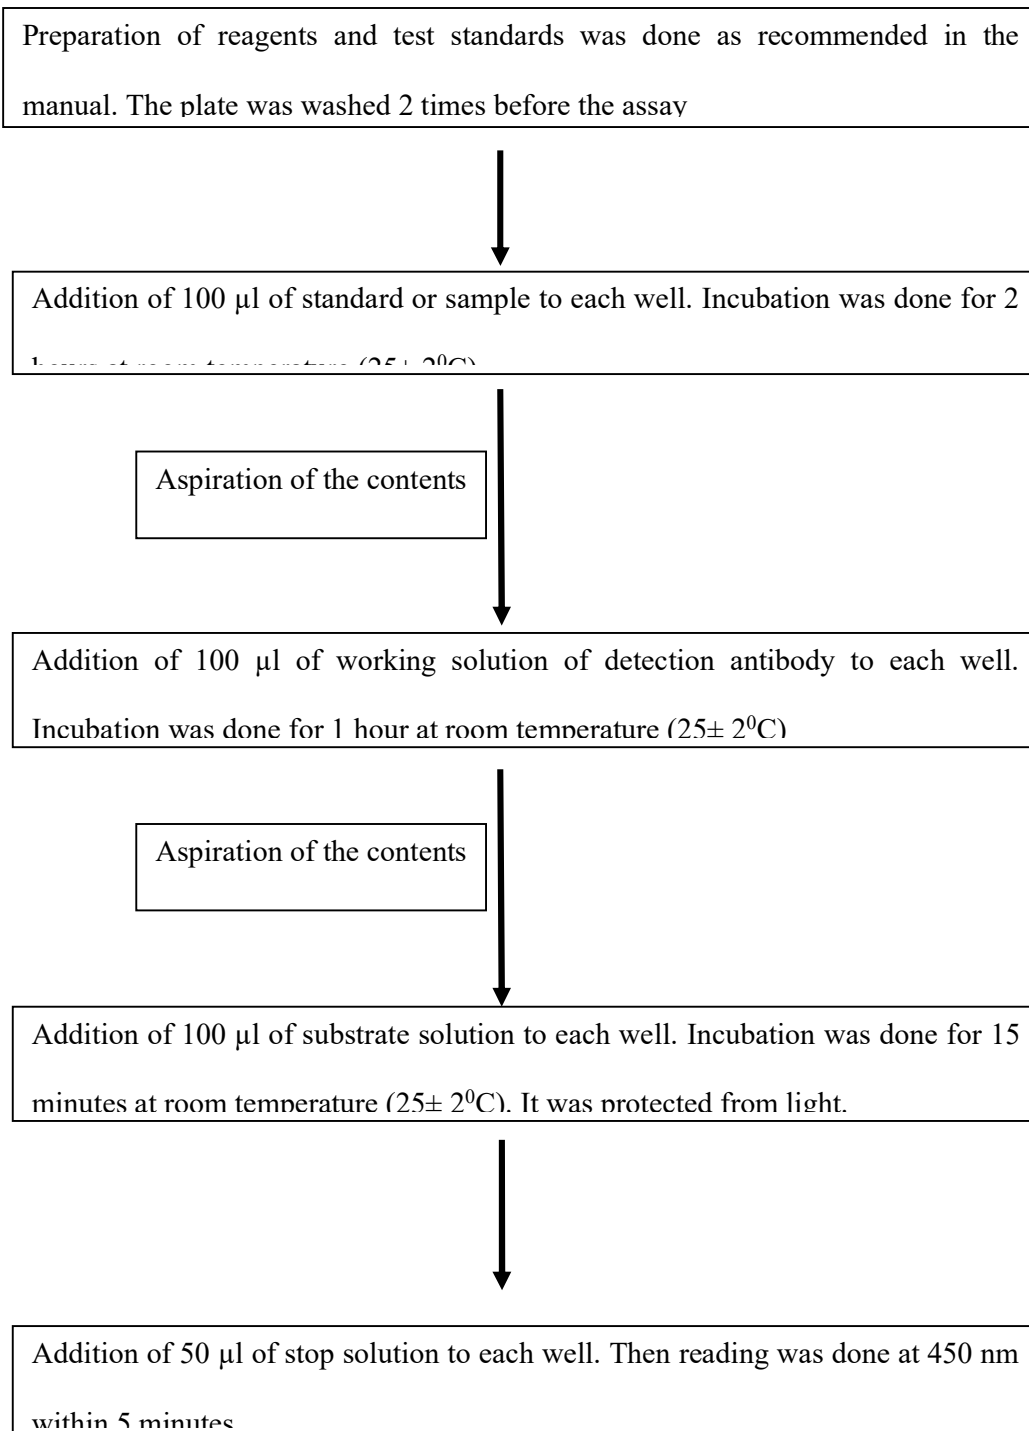 Preparation of reagents and test standards was done as recommended in the
manual. The plate was washed 2 times before the assay
Addition of 100 µl of standard or sample to each well. Incubation was done for 2
hours at room temperature (25± 2⁰C)
Aspiration of the contents
Addition of 100 µl of working solution of detection antibody to each well.
Incubation was done for 1 hour at room temperature (25± 2⁰C)
Aspiration of the contents
Addition of 100 µl of substrate solution to each well. Incubation was done for 15
minutes at room temperature (25± 2⁰C). It was protected from light.
Addition of 50 µl of stop solution to each well. Then reading was done at 450 nm
within 5 minutes